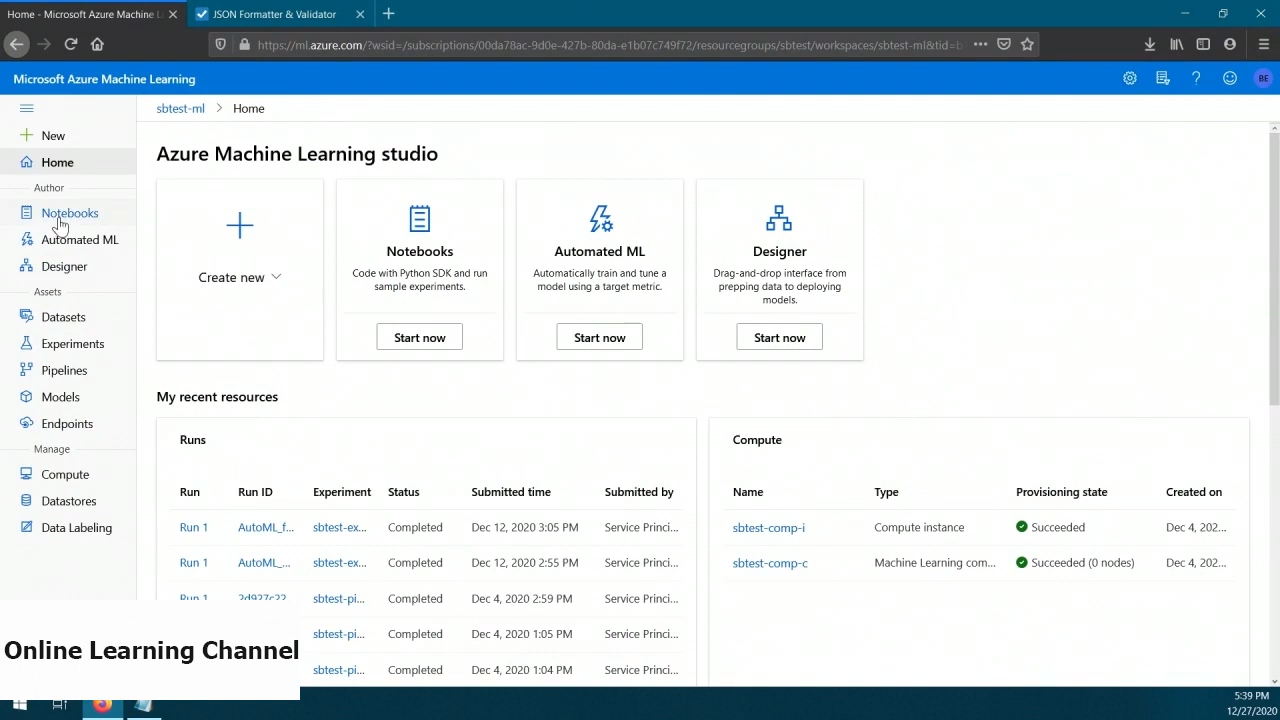 Home - Microsoft Azure Machine L
JSON Formatter & Validator
https://ml.azure.com/?wsid=/subscriptions/00da78ac-9d0e-427b-80da-e1b07c749f72/resourcegroups/sbtest/workspaces/sbtest-ml&tid=b
Microsoft Azure Machine Learning
BE
New
Home
Author
Notebooks
Automated ML
Designer
Assets
Datasets
Experiments
Pipelines
Models
Endpoints
Manage
Compute
Datastores
Data Labeling
sbtest-ml > Home
Azure Machine Learning studio
Create new
Notebooks
Code with Python SDK and run
sample experiments.
Start now
Automated ML
Automatically train and tune a
model using a target metric.
Start now
Designer
Drag-and-drop interface from
prepping data to deploying
models.
Start now
My recent resources
Runs
Run Run ID Experiment Status Submitted time Submitted by
Run 1 AutoML_f... sbtest-ex... Completed Dec 12, 2020 3:05 PM Service Princi...
Run 1 AutoML_... sbtest-ex... Completed Dec 12, 2020 2:55 PM Service Princi...
Run 1 2d927c22 sbtest-pi... Completed Dec 4, 2020 2:59 PM Service Princi...
sbtest-pi... Completed Dec 4, 2020 1:05 PM Service Princi...
sbtest-pi... Completed Dec 4, 2020 1:04 PM Service Princi...
Compute
Name Type Provisioning state Created on
sbtest-comp-i Compute instance Succeeded Dec 4, 202...
sbtest-comp-c Machine Learning com... Succeeded (0 nodes) Dec 4, 202...
Online Learning Channel
5:39 PM
12/27/2020